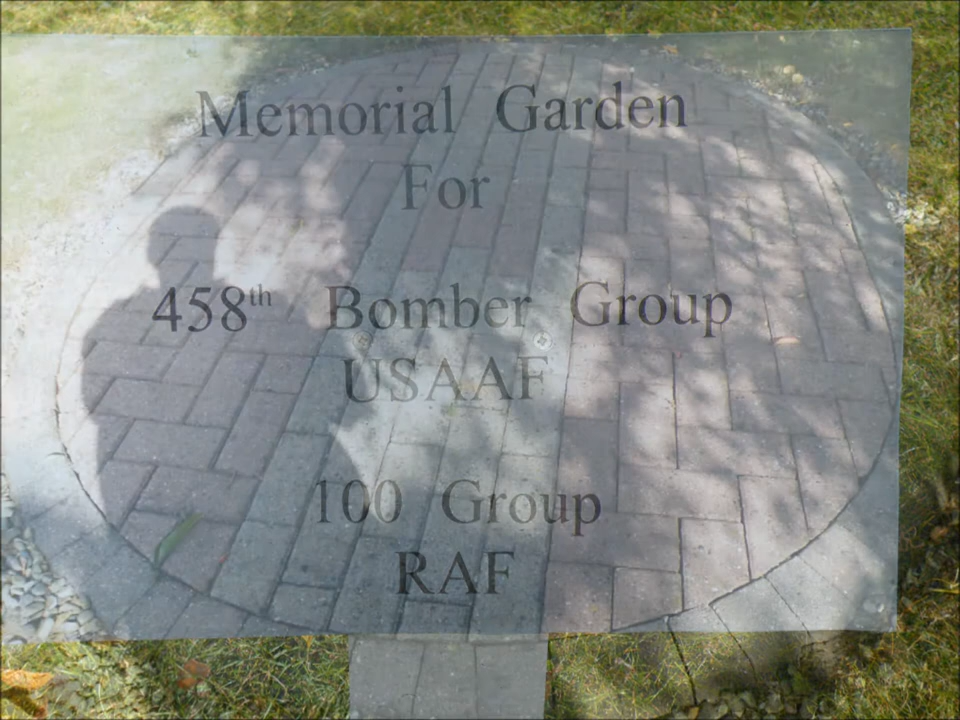 Memorial Garden
For
458th Bomber Group
USAAF
100 Group
RAF